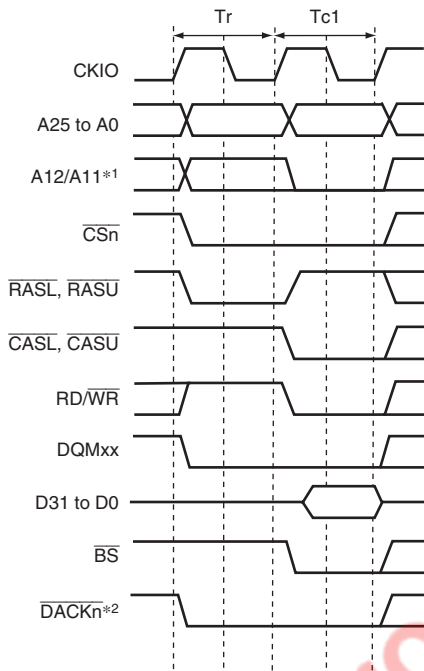 Tr Tc1
CKIO
A25 to A0
A12/A11*1
CSn
RASL, RASU
CASL, CASU
RD/WR
DQMxx
D31 to D0
BS
DACKn*2